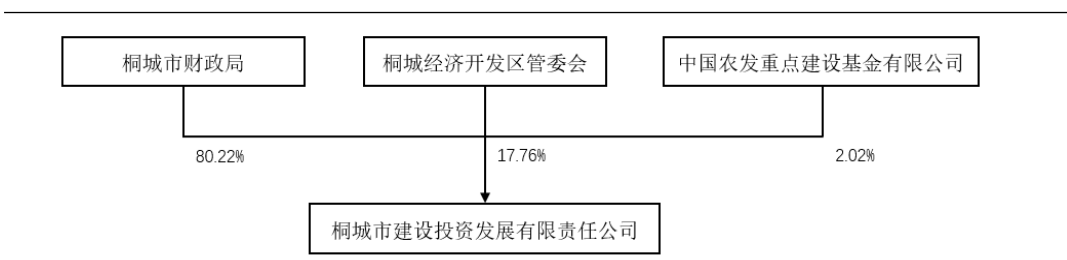 桐城市财政局
桐城经济开发区管委会
中国农发重点建设基金有限公司
80.22%
17.76%
2.02%
桐城市建设投资发展有限责任公司